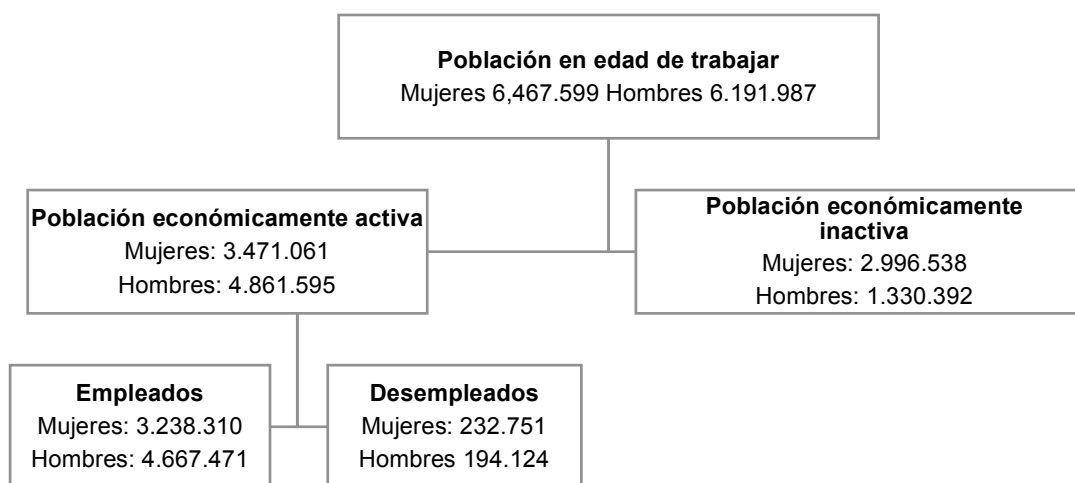 Población en edad de trabajar
Mujeres 6,467.599 Hombres 6.191.987
Población económicamente activa
Mujeres: 3.471.061
Hombres: 4.861.595
Población económicamente
inactiva
Mujeres: 2.996.538
Hombres: 1.330.392
Empleados
Mujeres: 3.238.310
Hombres: 4.667.471
Desempleados
Mujeres: 232.751
Hombres 194.124